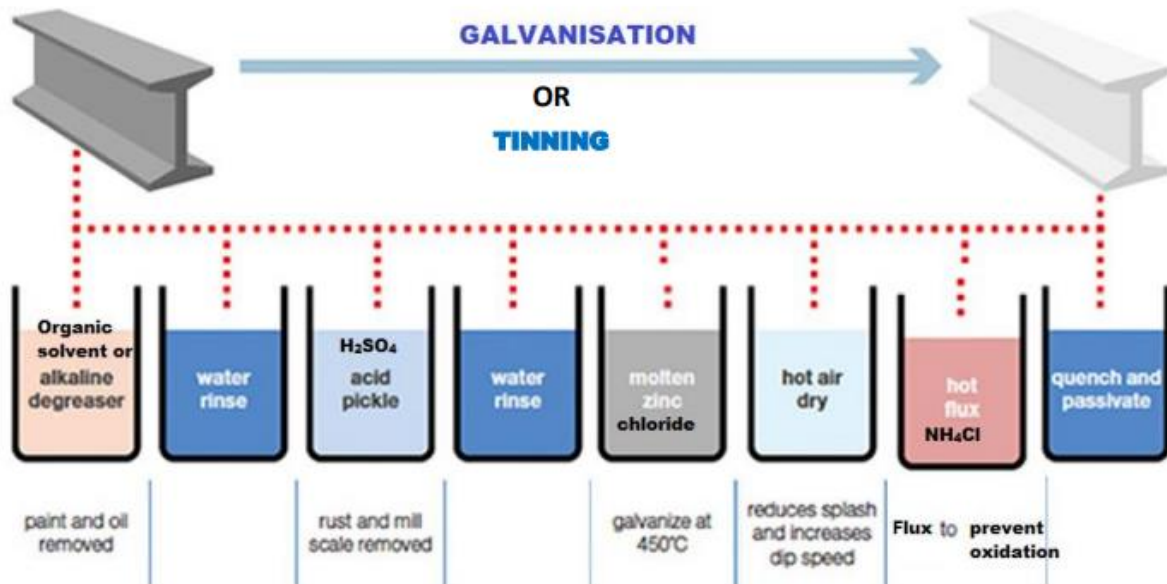 GALVANISATION
OR
TINNING
Organic
solvent or
alkaline
degreaser
water
rinse
H₂SO₄
acid
pickle
water
rinse
molten
zinc
chloride
hot air
dry
hot
flux
NH₄Cl
quench and
passivate
paint and oil
removed
rust and mill
scale removed
galvanize at
450°C
reduces splash
and increases
dip speed
Flux to prevent
oxidation